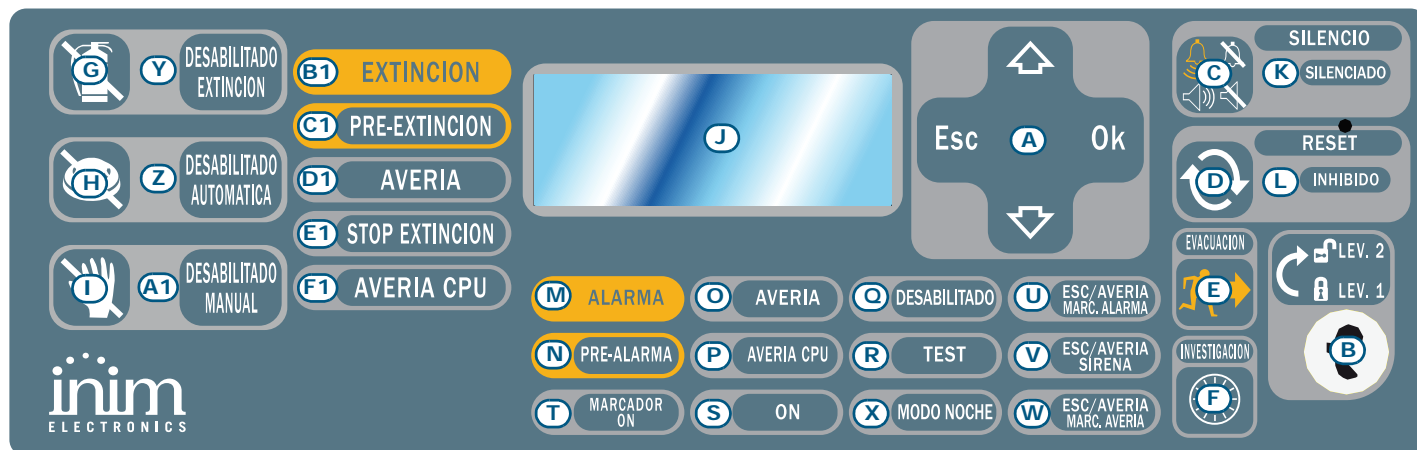 G
Y
DESABILITADO
EXTINCION
H
Z
DESABILITADO
AUTOMATICA
I
A1
DESABILITADO
MANUAL
inim
ELECTRONICS
B1 EXTINCION
C1 PRE-EXTINCION
D1 AVERIA
E1 STOP EXTINCION
F1 AVERIA CPU
J
Esc A Ok
M ALARMA
N PRE-ALARMA
T MARCADOR
ON
O AVERIA
P AVERIA CPU
S ON
Q DESABILITADO
R TEST
X MODO NOCHE
U ESC/AVERIA
MARC. ALARMA
V ESC/AVERIA
SIRENA
W ESC/AVERIA
MARC. AVERIA
C
SILENCIO
K SILENCIADO
D
RESET
L INHIBIDO
EVACUACION
E
INVESTIGACION
F
LEV. 2
LEV. 1
B